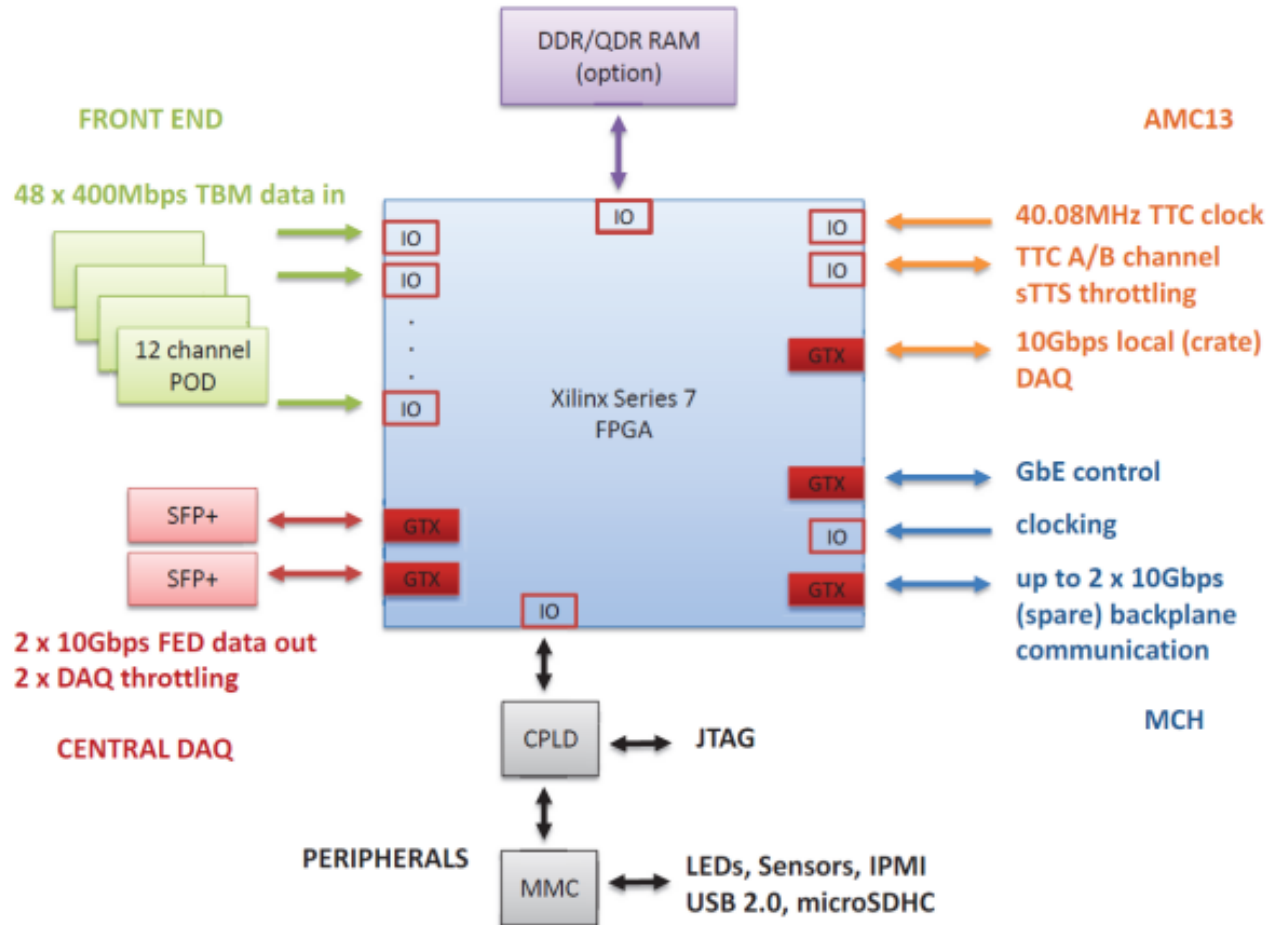 DDR/QDR RAM
(option)
FRONT END
AMC13
48 x 400Mbps TBM data in
IO
IO
IO
40.08MHz TTC clock
IO
IO
TTC A/B channel
sTTS throttling
.
.
.
12 channel
POD
GTX
10Gbps local (crate)
DAQ
IO
Xilinx Series 7
FPGA
GTX
GbE control
SFP+
GTX
IO
clocking
SFP+
GTX
GTX
up to 2 x 10Gbps
(spare) backplane
communication
IO
2 x 10Gbps FED data out
2 x DAQ throttling
MCH
CENTRAL DAQ
CPLD
JTAG
PERIPHERALS
MMC
LEDs, Sensors, IPMI
USB 2.0, microSDHC